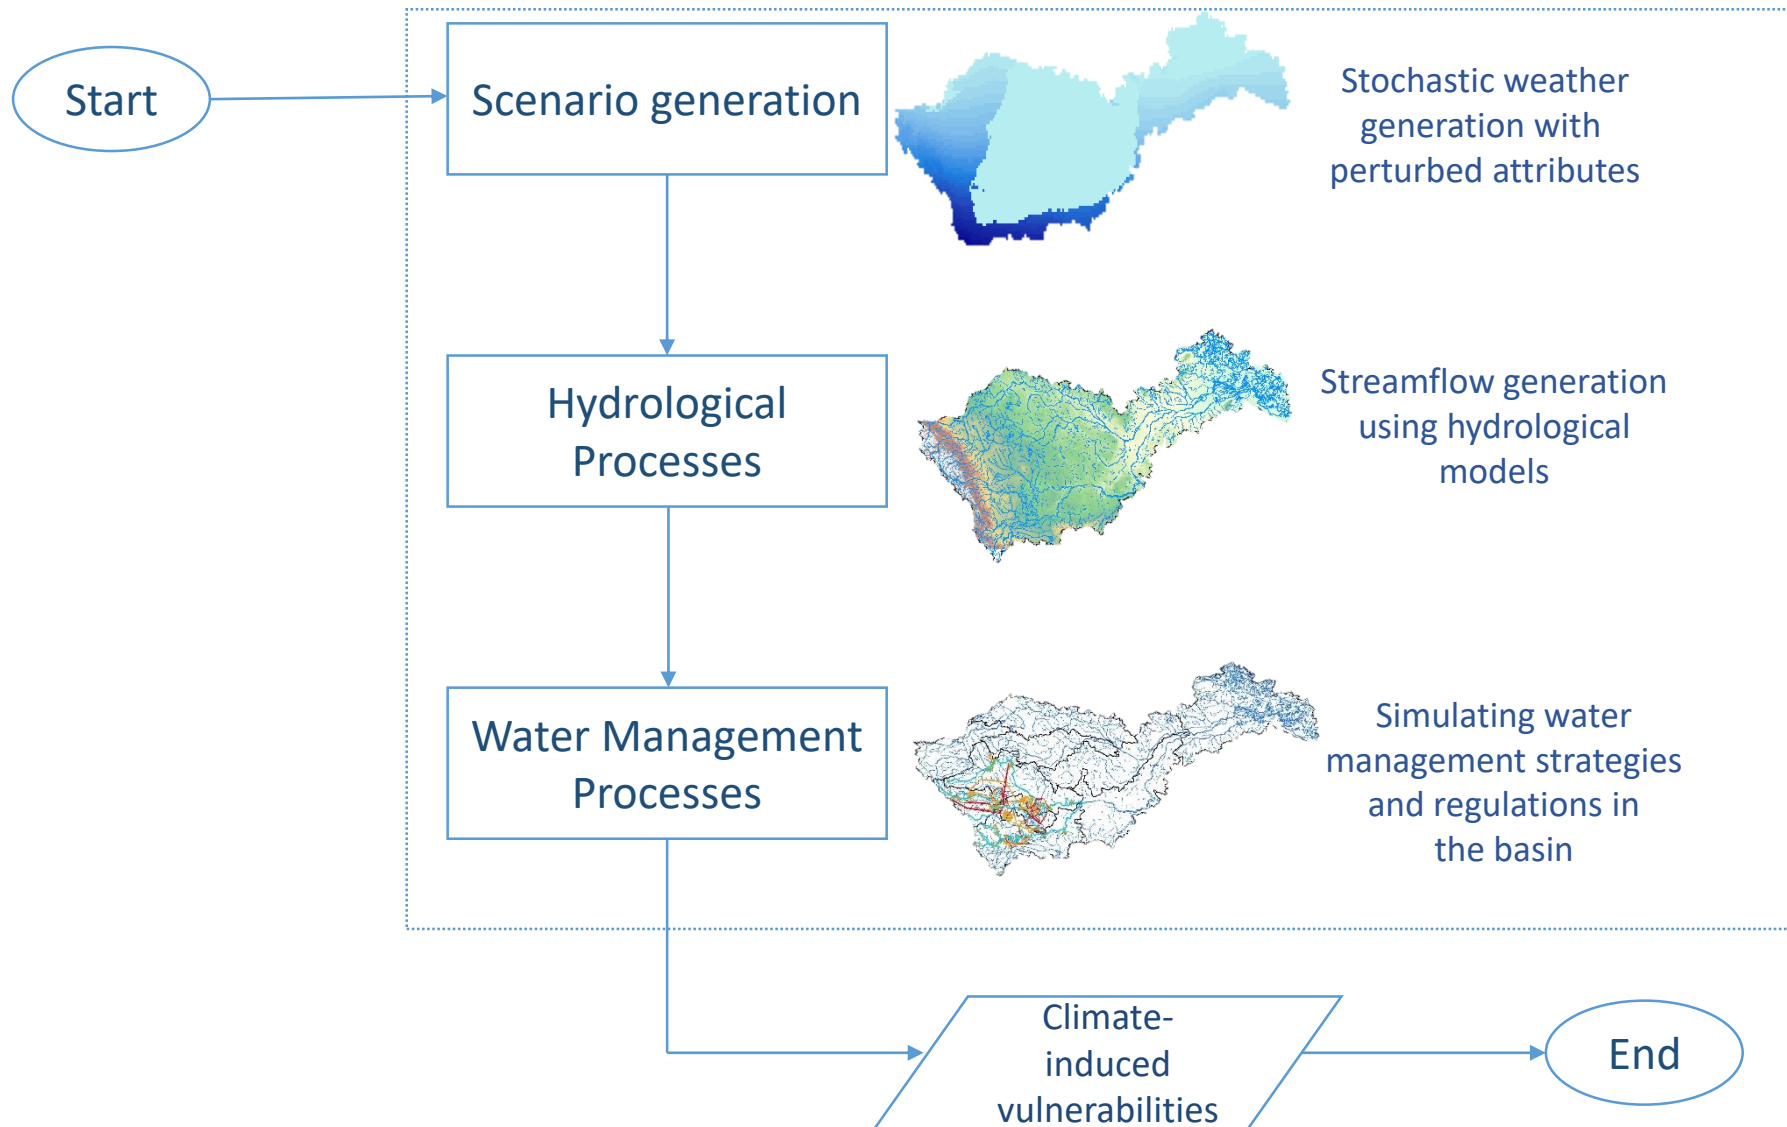 Start
Scenario generation
Stochastic weather
generation with
perturbed attributes
Hydrological
Processes
Streamflow generation
using hydrological
models
Water Management
Processes
Simulating water
management strategies
and regulations in
the basin
Climate-
induced
vulnerabilities
End